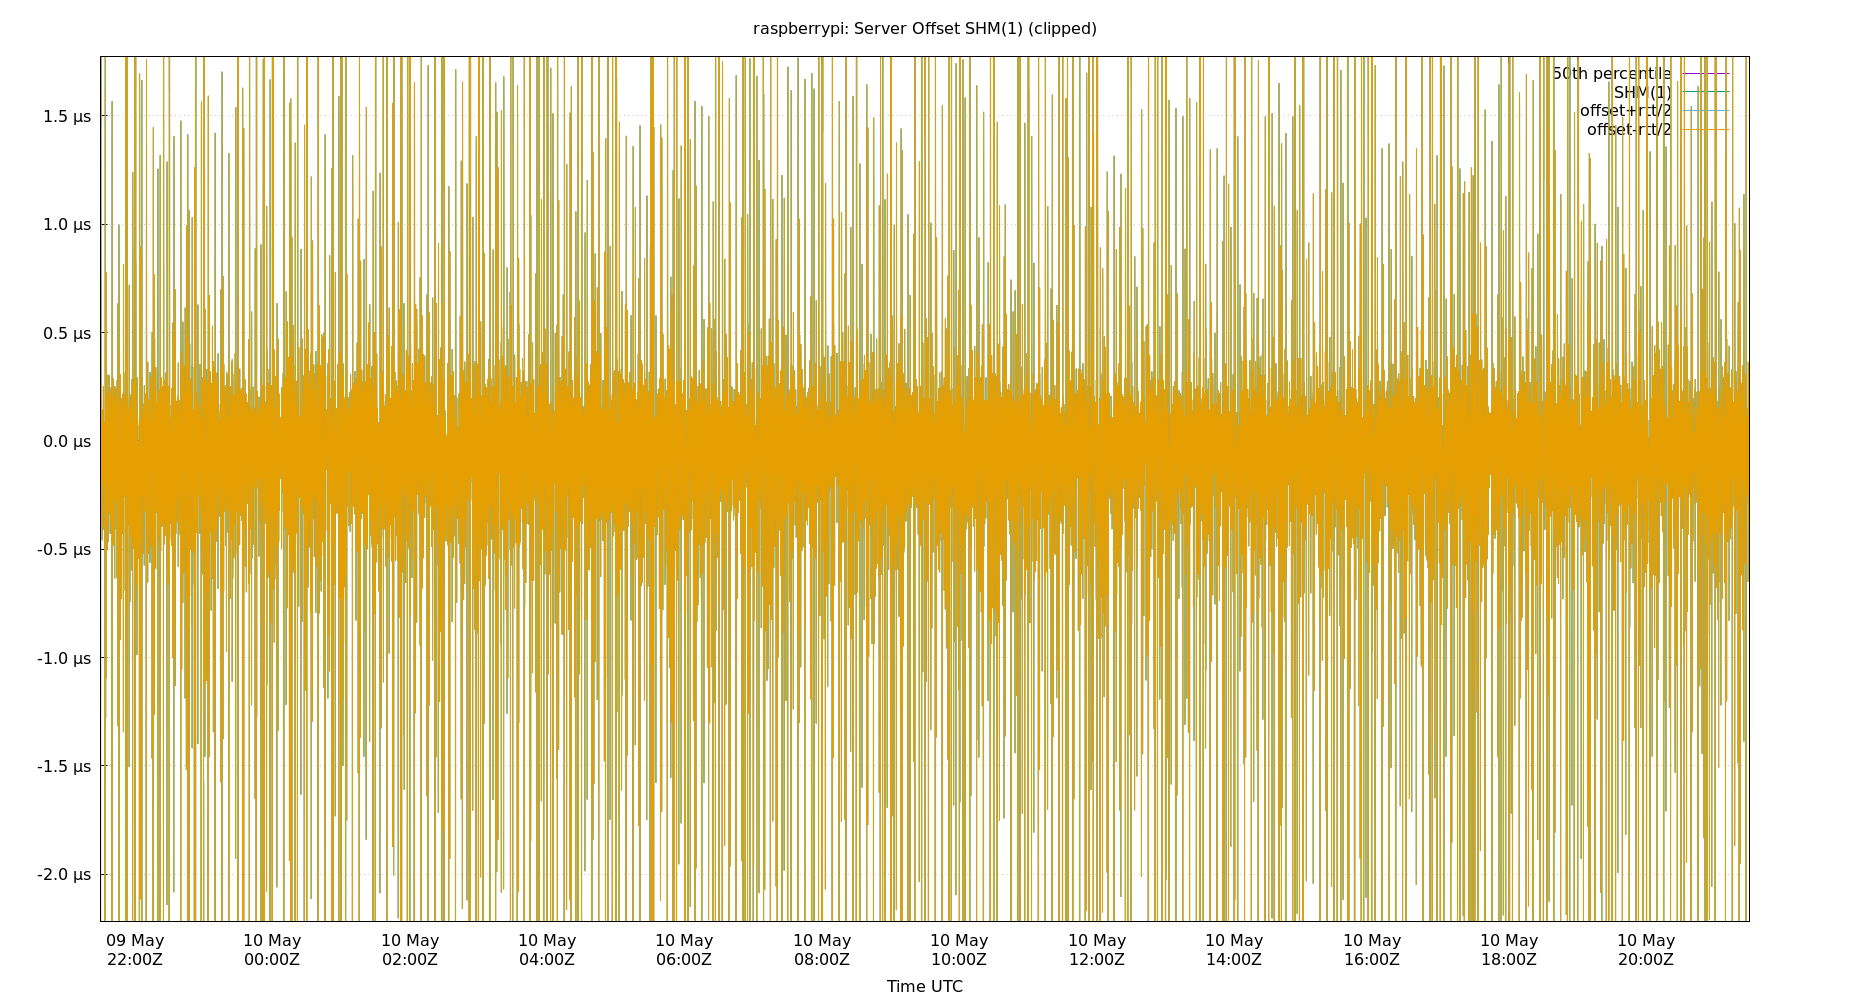 raspberrypi: Server Offset SHM(1) (clipped)
50th percentile
SHM(1)
offset+rtt/2
offset-rtt/2
1.5 µs
1.0 µs
0.5 µs
0.0 µs
-0.5 µs
-1.0 µs
-1.5 µs
-2.0 µs
09 May 10 May 10 May 10 May 10 May 10 May 10 May 10 May 10 May 10 May 10 May 10 May
22:00Z 00:00Z 02:00Z 04:00Z 06:00Z 08:00Z 10:00Z 12:00Z 14:00Z 16:00Z 18:00Z 20:00Z
Time UTC